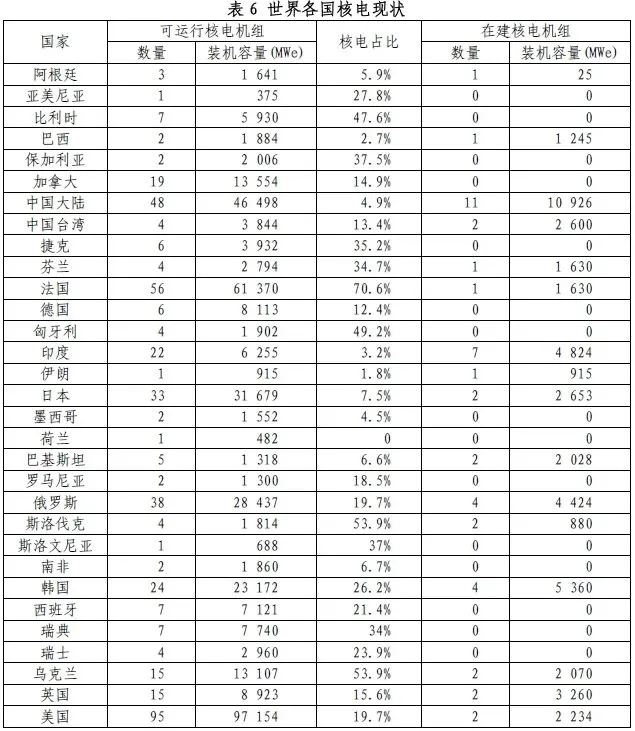 表 6 世界各国核电现状
国家 可运行核电机组 核电占比 在建核电机组
数量 装机容量(MWe) 数量 装机容量(MWe)
阿根廷 3 1 641 5.9% 1 25
亚美尼亚 1 375 27.8% 0 0
比利时 7 5 930 47.6% 0 0
巴西 2 1 884 2.7% 1 1 245
保加利亚 2 2 006 37.5% 0 0
加拿大 19 13 554 14.9% 0 0
中国大陆 48 46 498 4.9% 11 10 926
中国台湾 4 3 844 13.4% 2 2 600
捷克 6 3 932 35.2% 0 0
芬兰 4 2 794 34.7% 1 1 630
法国 56 61 370 70.6% 1 1 630
德国 6 8 113 12.4% 0 0
匈牙利 4 1 902 49.2% 0 0
印度 22 6 255 3.2% 7 4 824
伊朗 1 915 1.8% 1 915
日本 33 31 679 7.5% 2 2 653
墨西哥 2 1 552 4.5% 0 0
荷兰 1 482 0 0 0
巴基斯坦 5 1 318 6.6% 2 2 028
罗马尼亚 2 1 300 18.5% 0 0
俄罗斯 38 28 437 19.7% 4 4 424
斯洛伐克 4 1 814 53.9% 2 880
斯洛文尼亚 1 688 37% 0 0
南非 2 1 860 6.7% 0 0
韩国 24 23 172 26.2% 4 5 360
西班牙 7 7 121 21.4% 0 0
瑞典 7 7 740 34% 0 0
瑞士 4 2 960 23.9% 0 0
乌克兰 15 13 107 53.9% 2 2 070
英国 15 8 923 15.6% 2 3 260
美国 95 97 154 19.7% 2 2 234